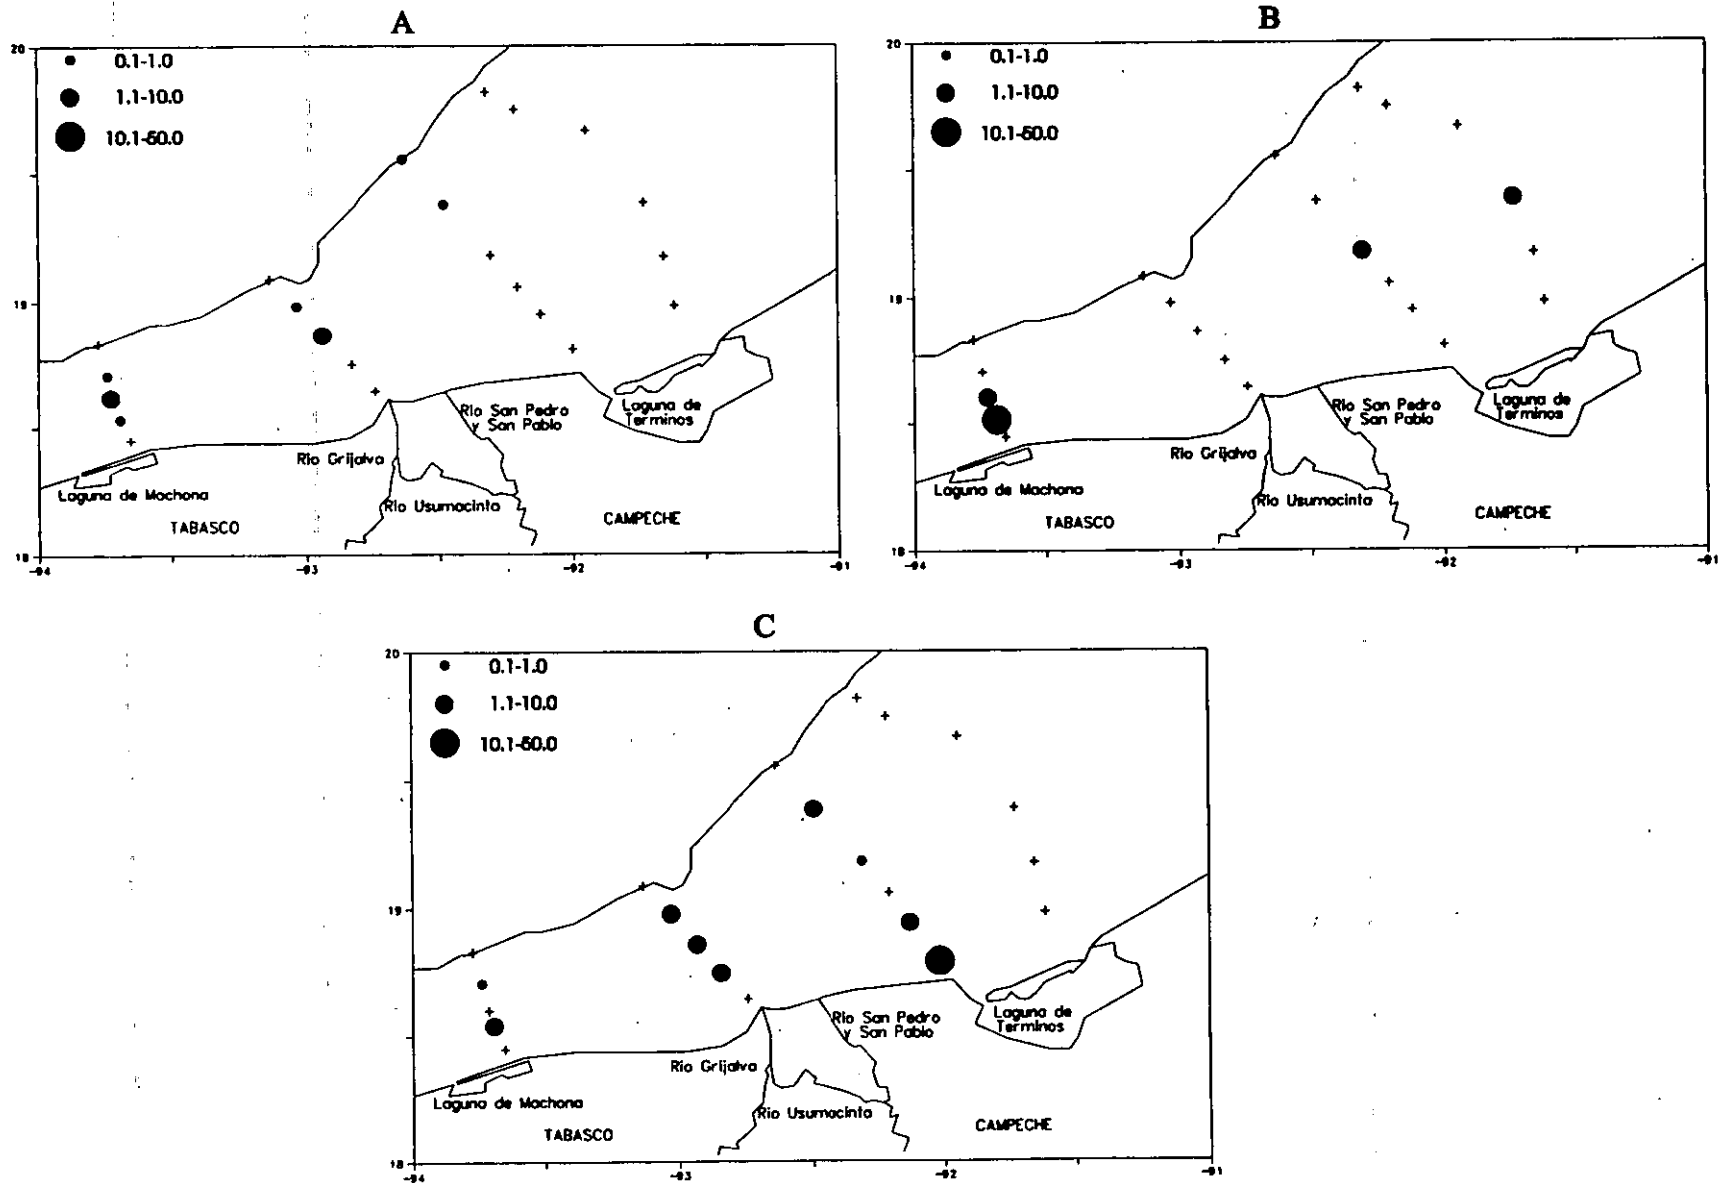 A
20
0.1-1.0
1.1-10.0
10.1-50.0
19
Rio San Pedro
y San Pablo
Laguna de
Terminos
Rio Grijalva
Laguna de Machona
Rio Usumacinta
TABASCO
CAMPECHE
18
-94
-93
-92
-91
B
20
0.1-1.0
1.1-10.0
10.1-50.0
19
Rio San Pedro
y San Pablo
Laguna de
Terminos
Rio Grijalva
Laguna de Machona
Rio Usumacinta
TABASCO
CAMPECHE
18
-94
-93
-92
-91
C
20
0.1-1.0
1.1-10.0
10.1-50.0
19
Rio San Pedro
y San Pablo
Laguna de
Terminos
Rio Grijalva
Laguna de Machona
Rio Usumacinta
TABASCO
CAMPECHE
18
-94
-93
-92
-91